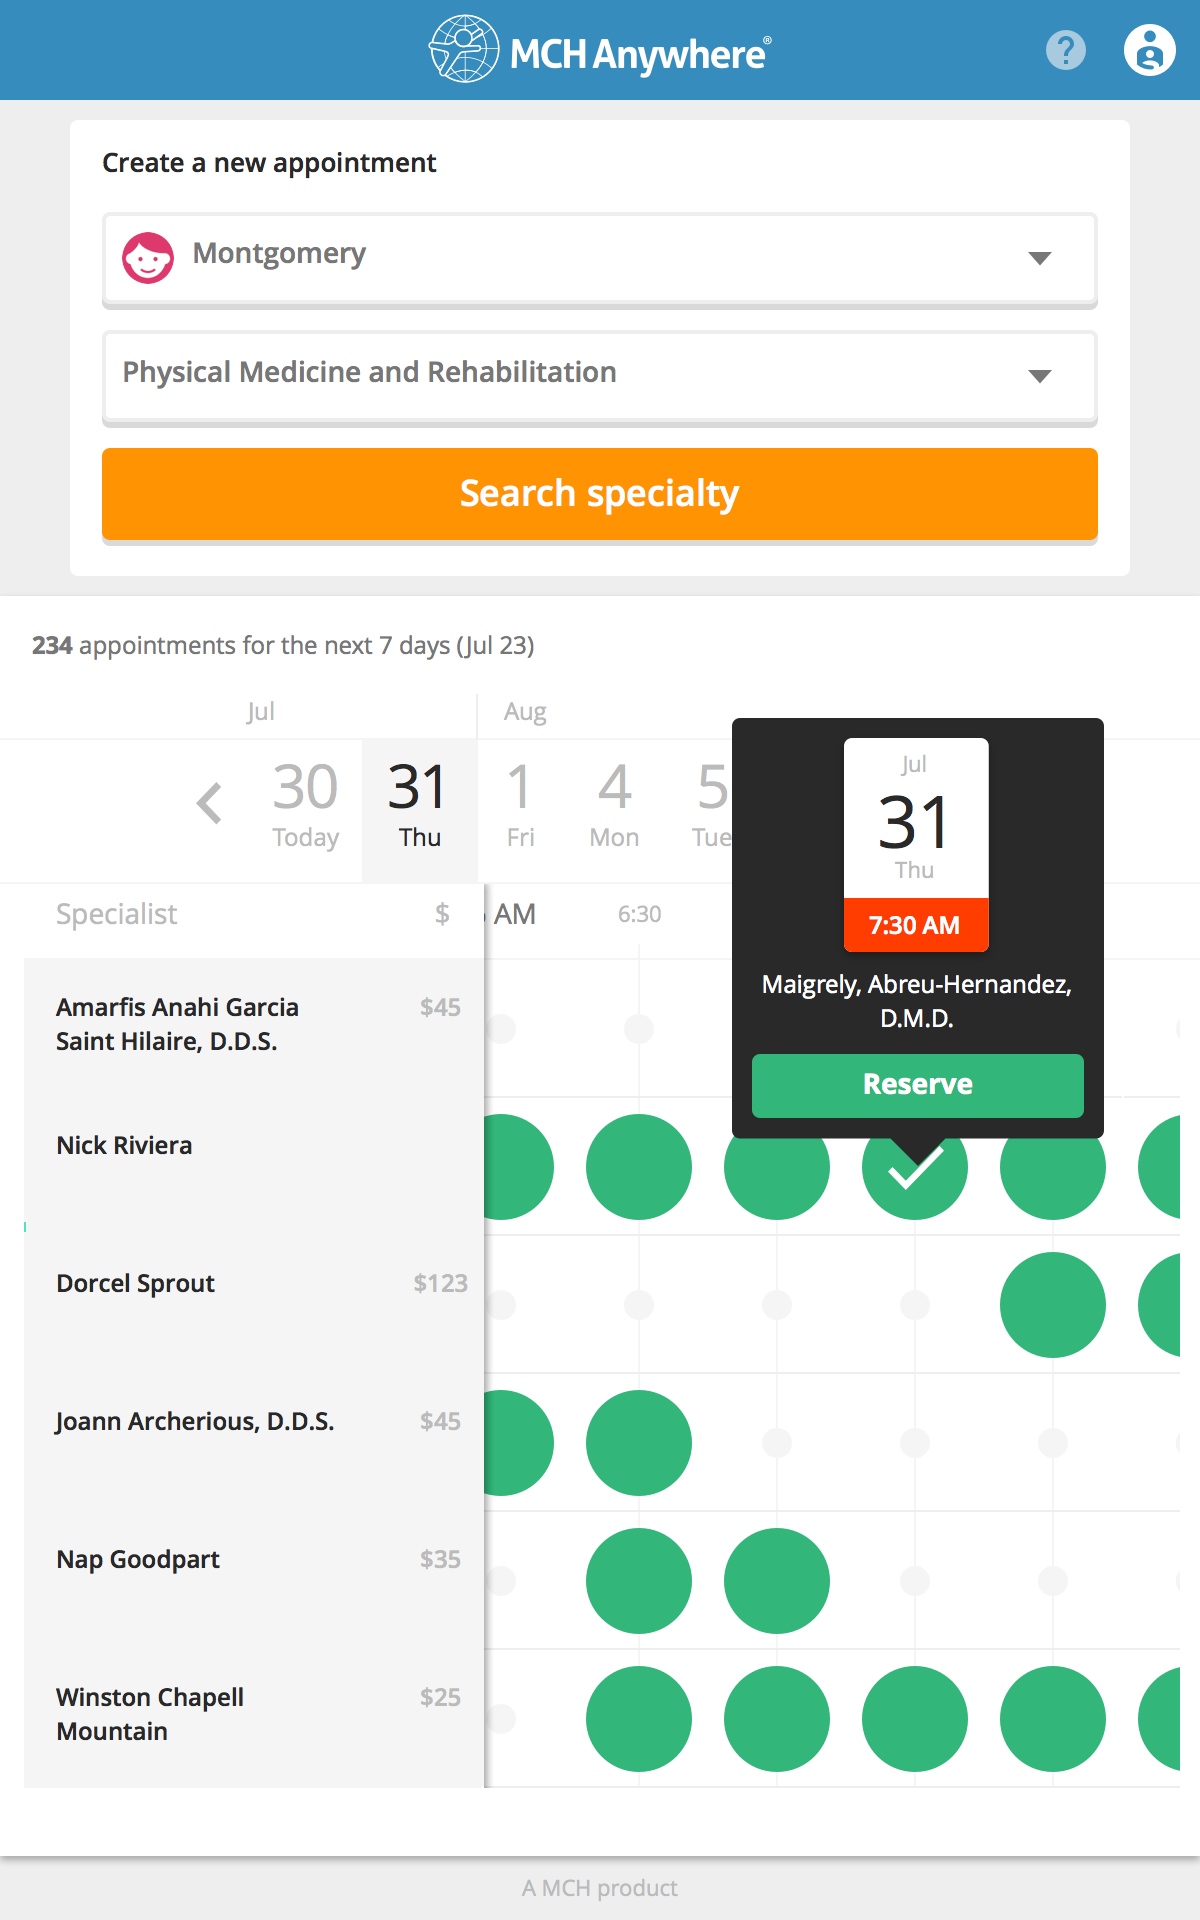 MCH Anywhere®
?
Create a new appointment
Montgomery
Physical Medicine and Rehabilitation
Search specialty
234 appointments for the next 7 days (Jul 23)
Jul
Aug
30
Today
31
Thu
1
Fri
4
Mon
5
Tue
Jul
31
Thu
7:30 AM
Maigrely, Abreu-Hernandez,
D.M.D.
Reserve
Specialist $
AM 6:30
Amarfis Anahi Garcia $45
Saint Hilaire, D.D.S.
Nick Riviera
Dorcel Sprout $123
Joann Archerious, D.D.S. $45
Nap Goodpart $35
Winston Chapell $25
Mountain
A MCH product